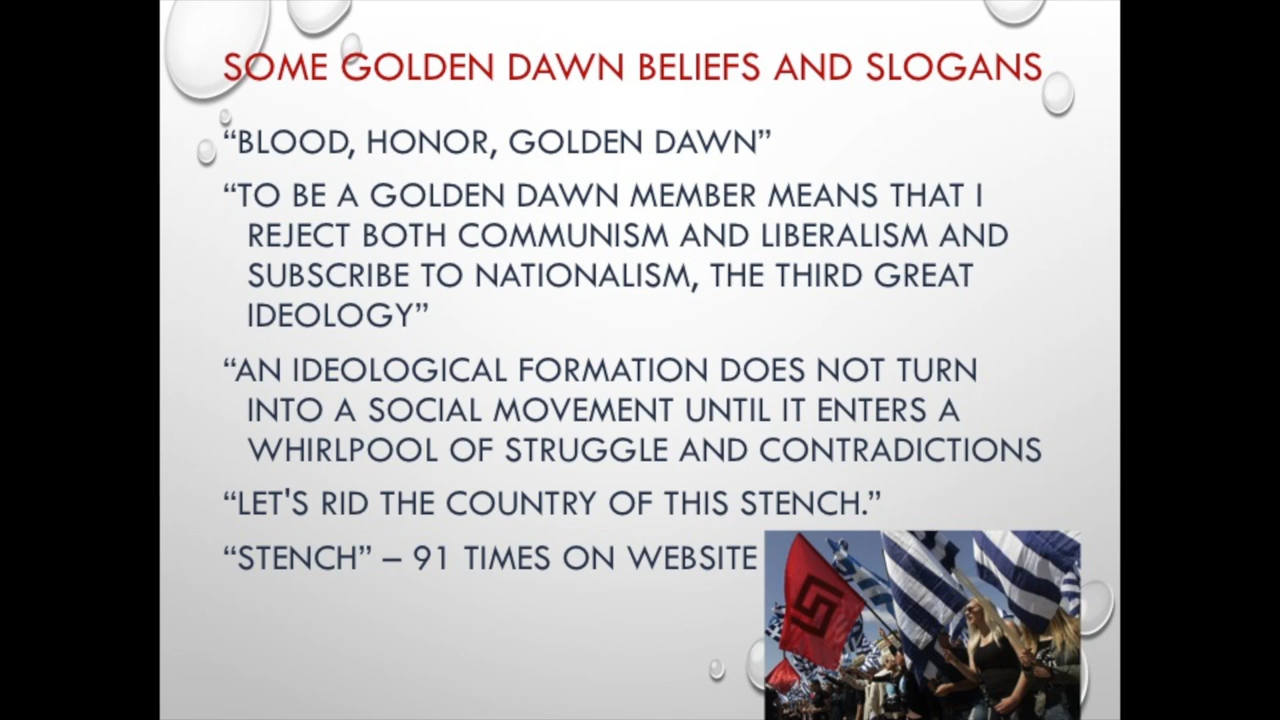 SOME GOLDEN DAWN BELIEFS AND SLOGANS
“BLOOD, HONOR, GOLDEN DAWN”
“TO BE A GOLDEN DAWN MEMBER MEANS THAT I
REJECT BOTH COMMUNISM AND LIBERALISM AND
SUBSCRIBE TO NATIONALISM, THE THIRD GREAT
IDEOLOGY”
“AN IDEOLOGICAL FORMATION DOES NOT TURN
INTO A SOCIAL MOVEMENT UNTIL IT ENTERS A
WHIRLPOOL OF STRUGGLE AND CONTRADICTIONS
“LET'S RID THE COUNTRY OF THIS STENCH.”
“STENCH” – 91 TIMES ON WEBSITE